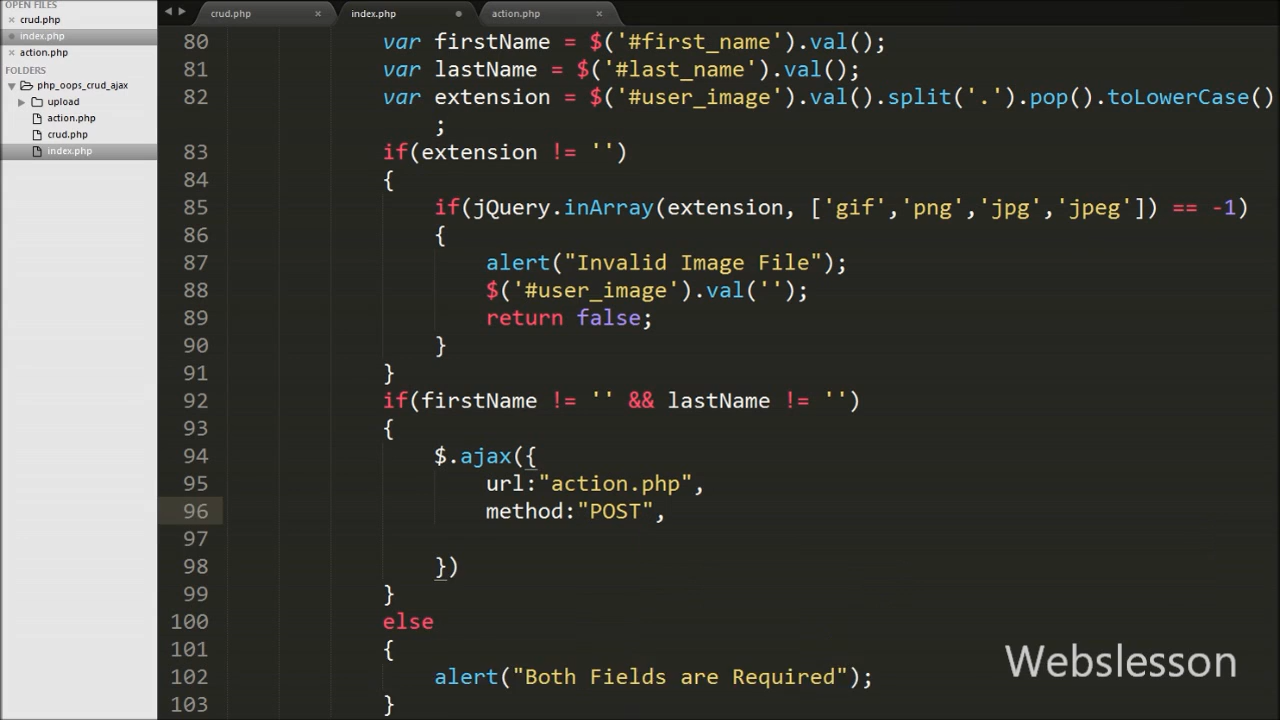 OPEN FILES
crud.php
index.php
action.php
FOLDERS
php_oops_crud_ajax
upload
action.php
crud.php
index.php
crud.php
index.php
action.php
80 var firstName = $('#first_name').val();
81 var lastName = $('#last_name').val();
82 var extension = $('#user_image').val().split('.').pop().toLowerCase()
;
83 if(extension != '')
84 {
85 if(jQuery.inArray(extension, ['gif','png','jpg','jpeg']) == -1)
86 {
87 alert("Invalid Image File");
88 $('#user_image').val('');
89 return false;
90 }
91 }
92 if(firstName != '' && lastName != '')
93 {
94 $.ajax({
95 url:"action.php",
96 method:"POST",
97
98 })
99 }
100 else
101 {
102 alert("Both Fields are Required");
103 }
Webslesson